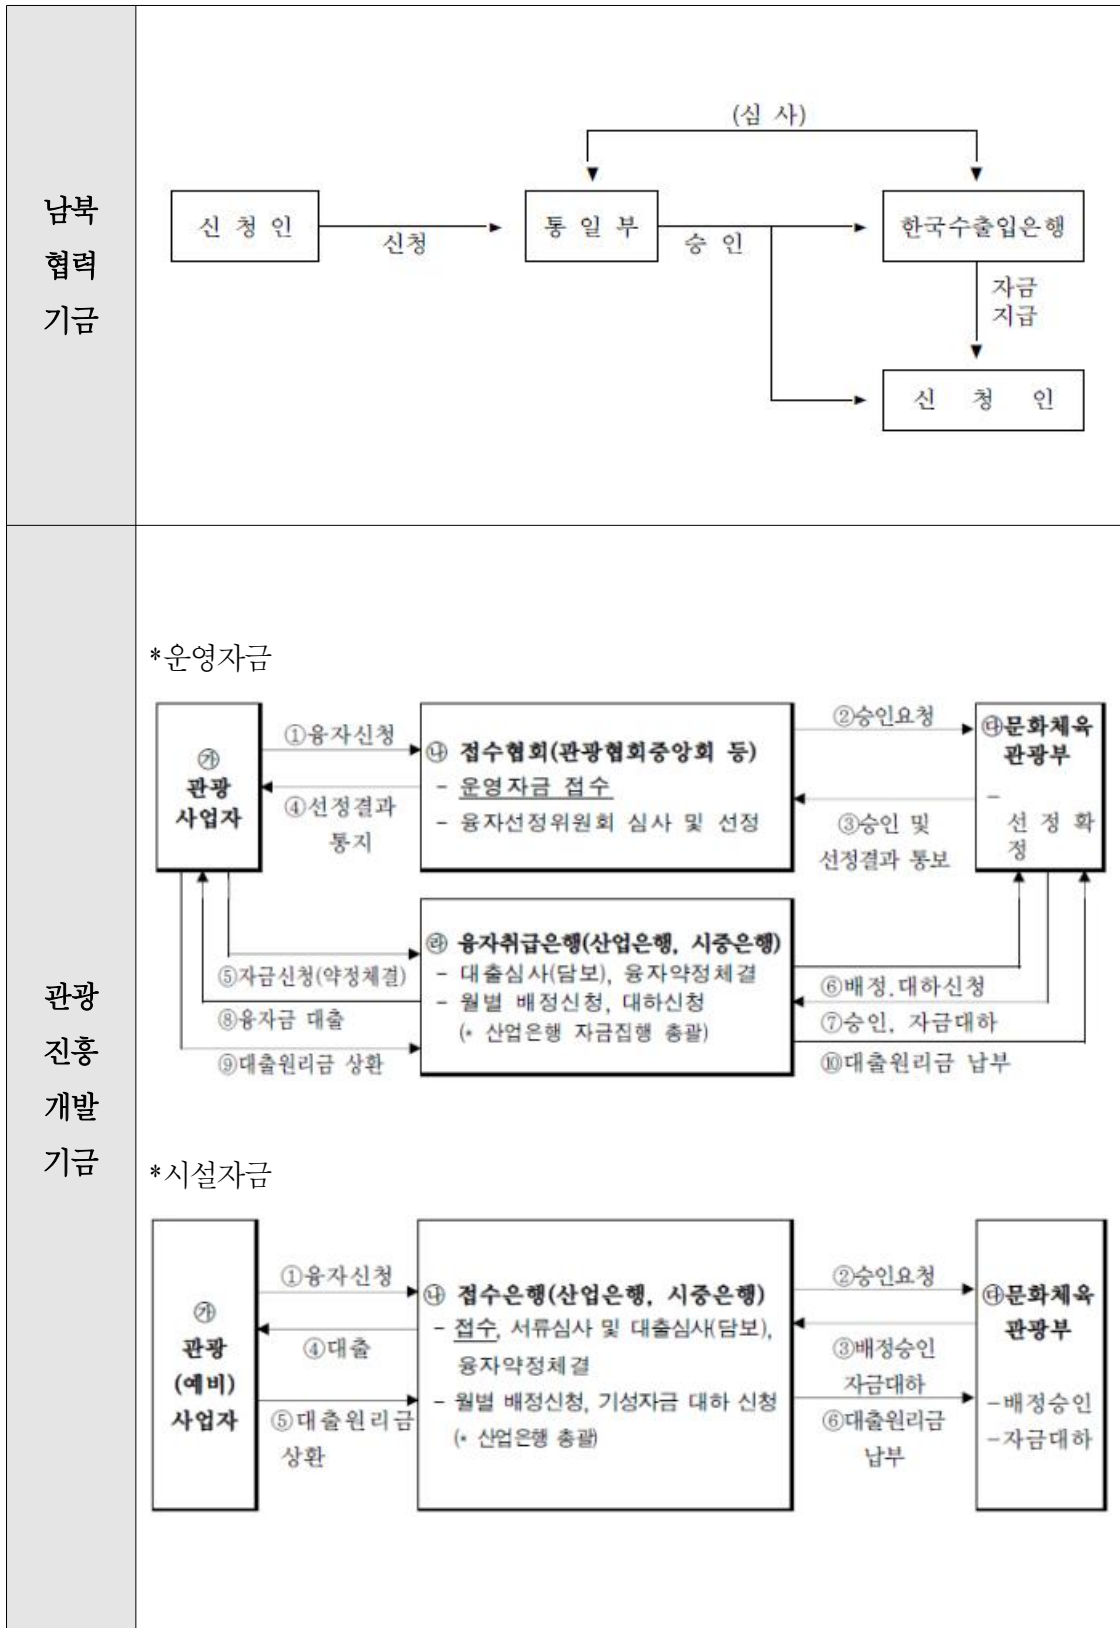 남북
협력
기금
(심 사)
신 청 인
신청
통 일 부
승 인
한국수출입은행
자금
지급
신 청 인
관광
진흥
개발
기금
*운영자금
㉮
관광
사업자
①융자신청
④선정결과
통지
㉯ 접수협회(관광협회중앙회 등)
- 운영자금 접수
- 융자선정위원회 심사 및 선정
②승인요청
③승인 및
선정결과 통보
㉰문화체육
관광부
-
선 정 확
정
⑤자금신청(약정체결)
⑧융자금 대출
⑨대출원리금 상환
㉱ 융자취급은행(산업은행, 시중은행)
- 대출심사(담보), 융자약정체결
- 월별 배정신청, 대하신청
(* 산업은행 자금집행 총괄)
⑥배정.대하신청
⑦승인, 자금대하
⑩대출원리금 납부
*시설자금
㉮
관광
(예비)
사업자
①융자신청
④대출
⑤대출원리금
상환
㉯ 접수은행(산업은행, 시중은행)
- 접수, 서류심사 및 대출심사(담보),
융자약정체결
- 월별 배정신청, 기성자금 대하 신청
(* 산업은행 총괄)
②승인요청
③배정승인
자금대하
⑥대출원리금
납부
㉰문화체육
관광부
-배정승인
-자금대하